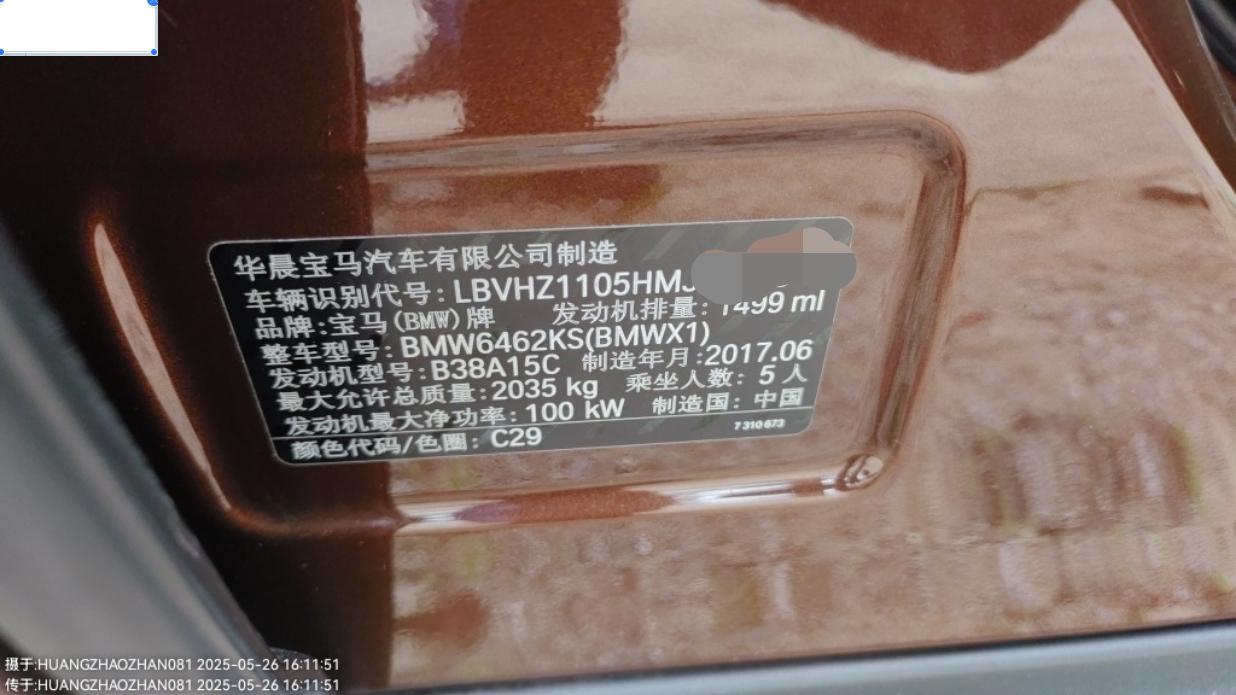 华晨宝马汽车有限公司制造
车辆识别代号：LBVHZ1105HM
品牌：宝马（BMW）牌 发动机排量：1499 ml
整车型号：BMW6462KS(BMWX1)
发动机型号：B38A15C 制造年月：2017.06
最大允许总质量：2035 kg 乘坐人数：5人
发动机最大净功率：100 kW 制造国：中国
颜色代码/色圈：C29 7 310 673
摄于:HUANGZHAOZHAN081 2025-05-26 16:11:51
传于:HUANGZHAOZHAN081 2025-05-26 16:11:51